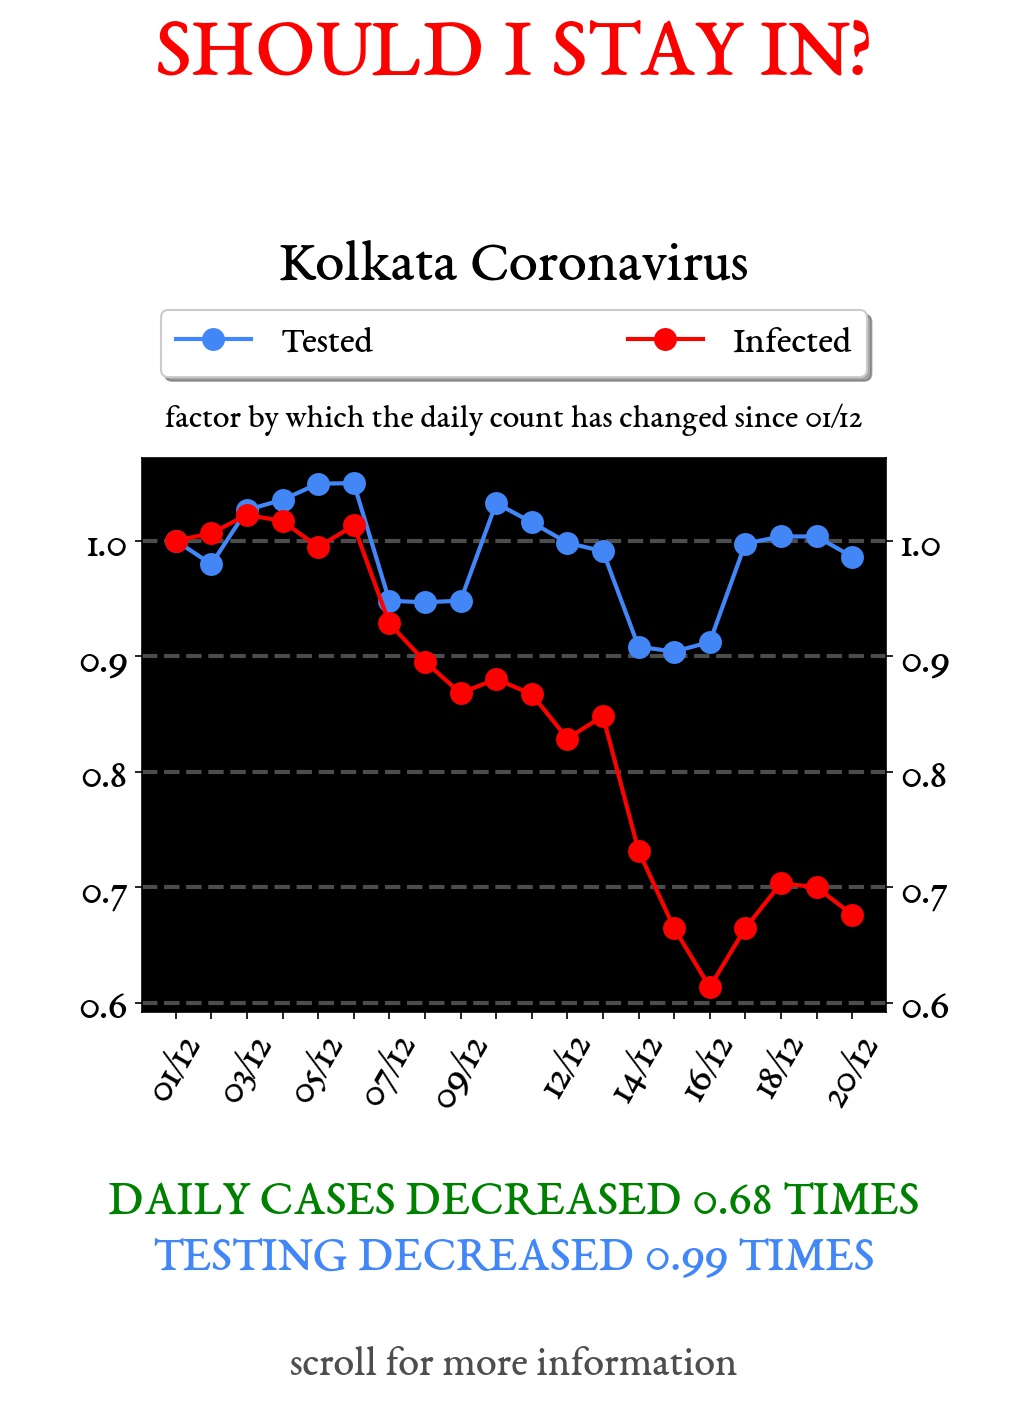 SHOULD I STAY IN?
Kolkata Coronavirus
Tested Infected
factor by which the daily count has changed since 01/12
1.0 1.0
0.9 0.9
0.8 0.8
0.7 0.7
0.6 0.6
01/12 03/12 05/12 07/12 09/12 12/12 14/12 16/12 18/12 20/12
DAILY CASES DECREASED 0.68 TIMES
TESTING DECREASED 0.99 TIMES
scroll for more information